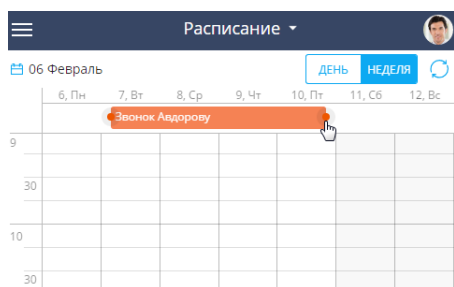 Расписание
06 Февраль
ДЕНЬ НЕДЕЛЯ
6, Пн 7, Вт 8, Ср 9, Чт 10, Пт 11, Сб 12, Вс
Звонок Авдорову
9
30
10
30